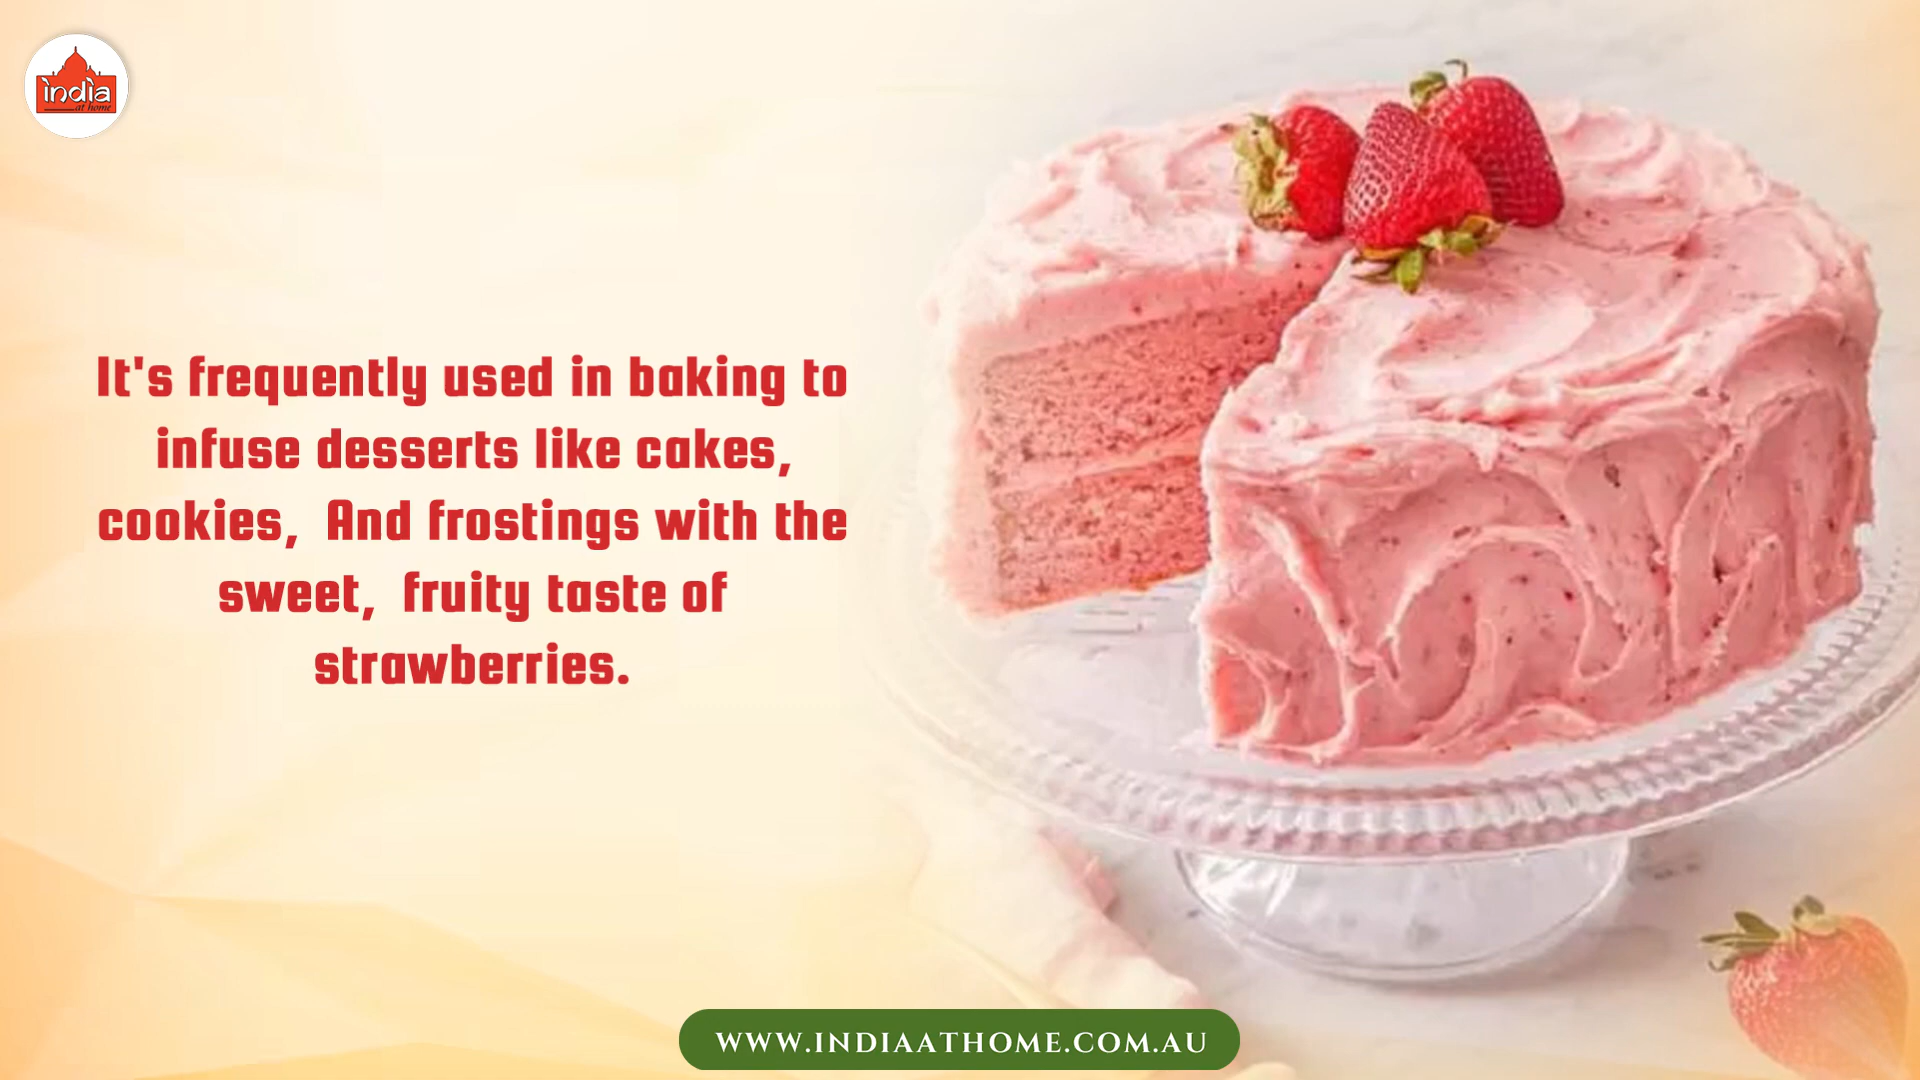 india
at home
It's frequently used in baking to
infuse desserts like cakes,
cookies, And frostings with the
sweet, fruity taste of
strawberries.
WWW.INDIAATHOME.COM.AU